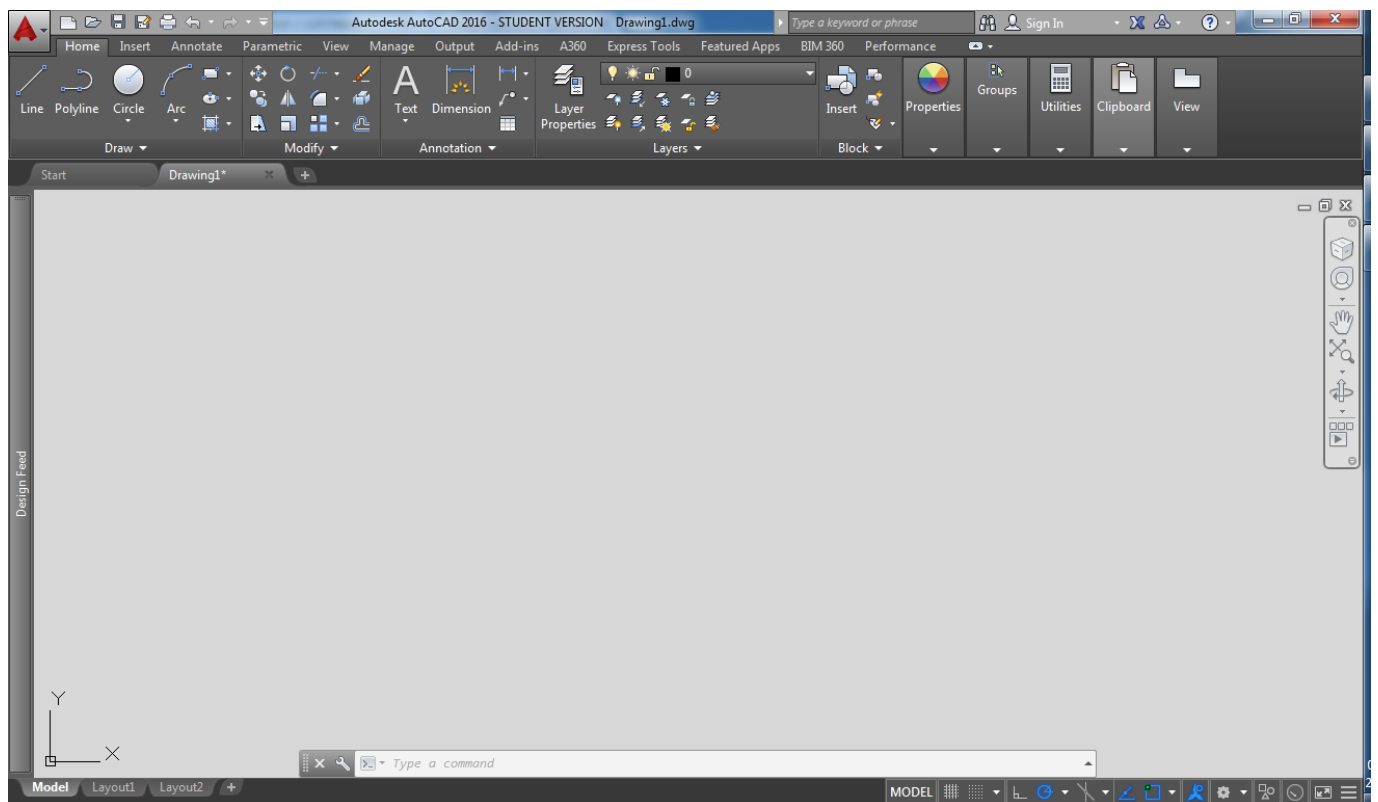 Autodesk AutoCAD 2016 - STUDENT VERSION Drawing1.dwg Type a keyword or phrase Sign In
Home Insert Annotate Parametric View Manage Output Add-ins A360 Express Tools Featured Apps BIM 360 Performance
0
Line Polyline Circle Arc Text Dimension Layer Properties Insert Properties Groups Utilities Clipboard View
Draw Modify Annotation Layers Block
Start Drawing1* +
Design Feed
Y
X
Type a command
Model Layout1 Layout2 + MODEL